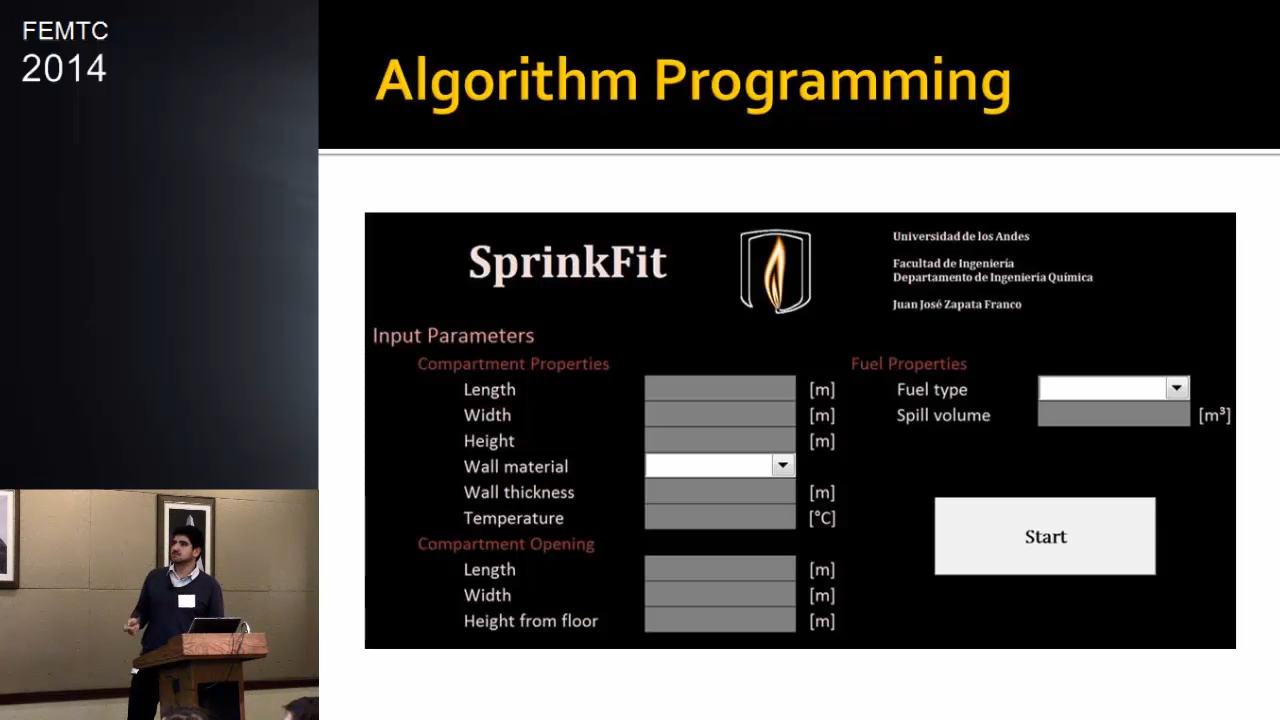 FEMTC
2014
Algorithm Programming
SprinkFit
Universidad de los Andes
Facultad de Ingeniería
Departamento de Ingeniería Química
Juan José Zapata Franco
Input Parameters
Compartment Properties
Length [m]
Width [m]
Height [m]
Wall material
Wall thickness [m]
Temperature [°C]
Compartment Opening
Length [m]
Width [m]
Height from floor [m]
Fuel Properties
Fuel type
Spill volume [m³]
Start